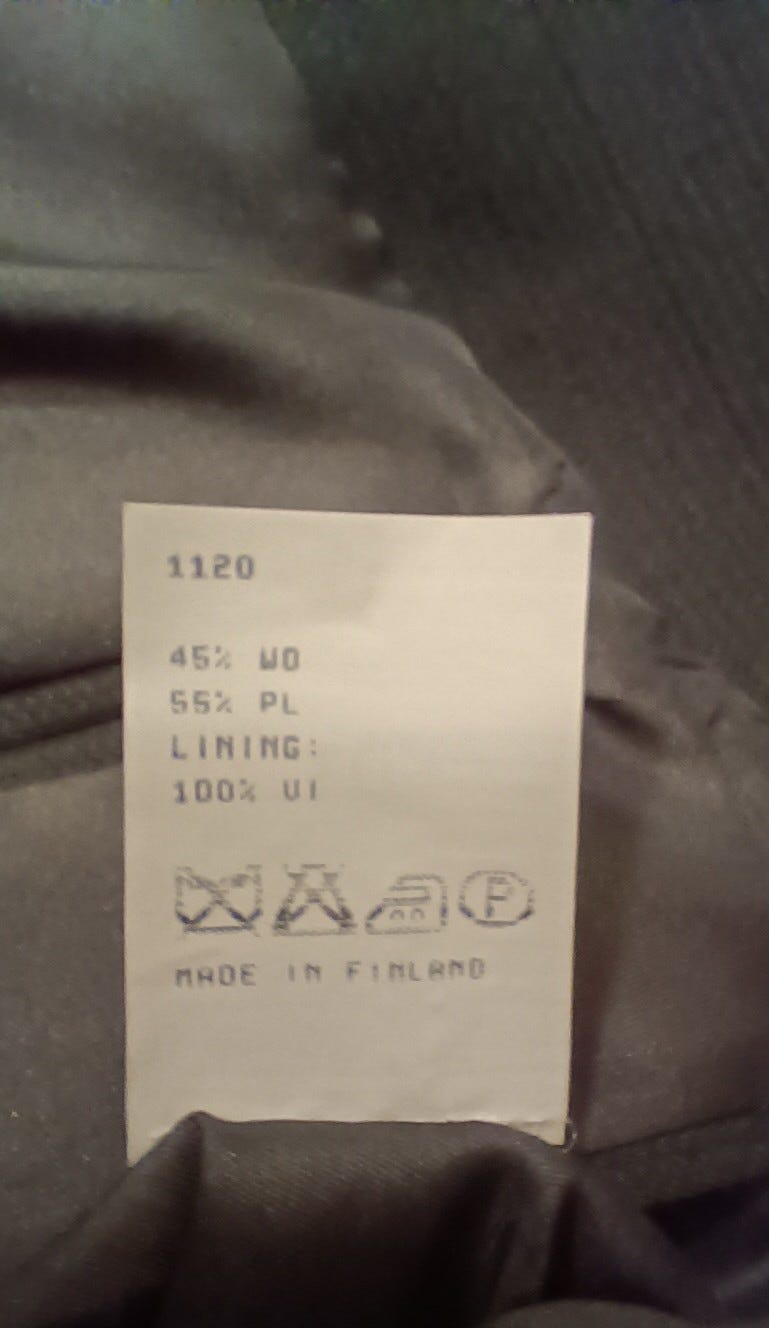 1120
45% WO
55% PL
LINING:
100% VI
F
MADE IN FINLAND